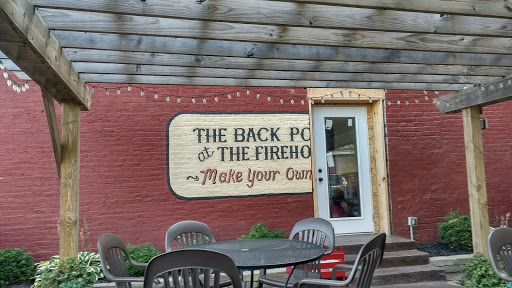 THE BACK PO
at THE FIREHO
~Make Your Own